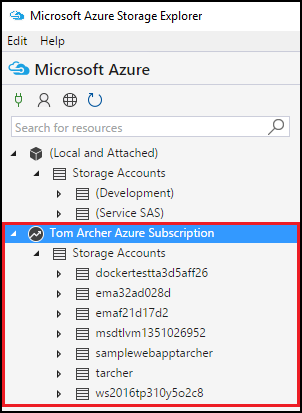 Microsoft Azure Storage Explorer
Edit Help
Microsoft Azure
Search for resources
(Local and Attached)
Storage Accounts
(Development)
(Service SAS)
Tom Archer Azure Subscription
Storage Accounts
dockertestta3d5aff26
ema32ad028d
emaf21d17d2
msdtlvm1351026952
samplewebapptarcher
tarcher
ws2016tp310y5o2c8